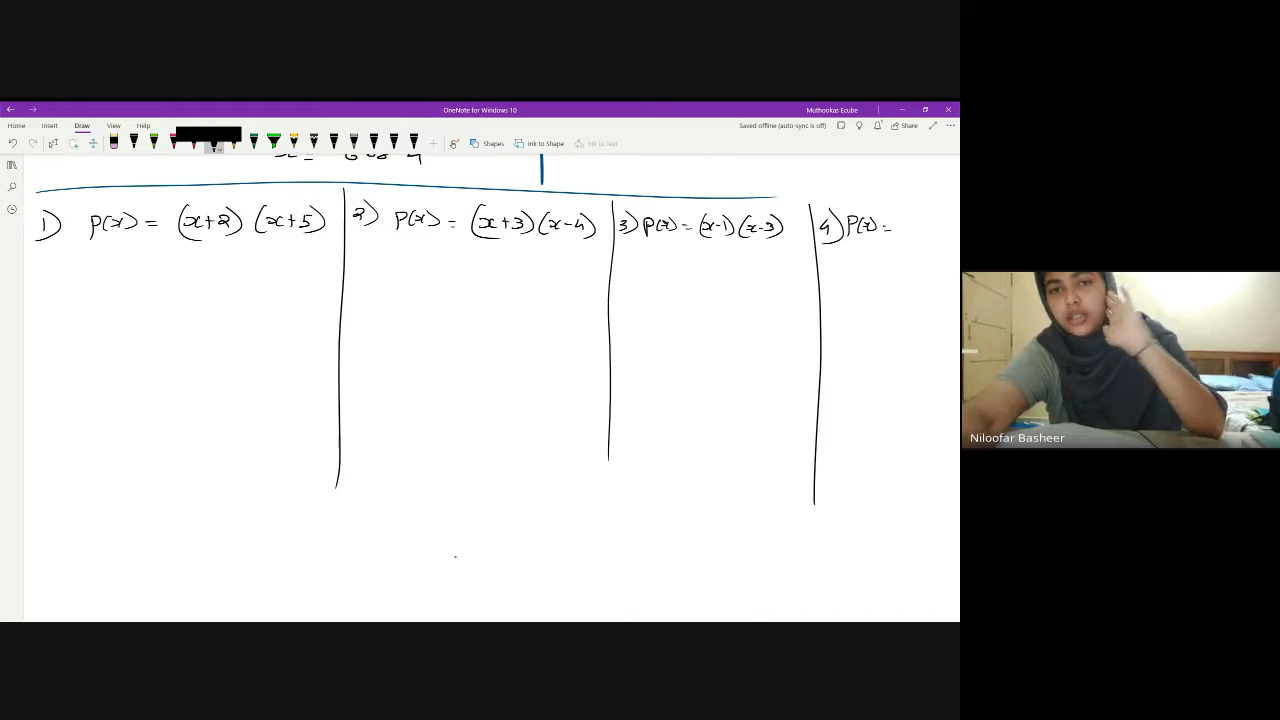 OneNote for Windows 10
Muthookas Ecube
Home Insert Draw View Help
Saved offline (auto-sync is off)
Share
Shapes
Ink to Shape
Ink to Text
1) P(x) = (x+2) (x+5)
2) P(x) = (x+3)(x-4)
3) P(x) = (x-1)(x-3)
4) P(x) =
Niloofar Basheer